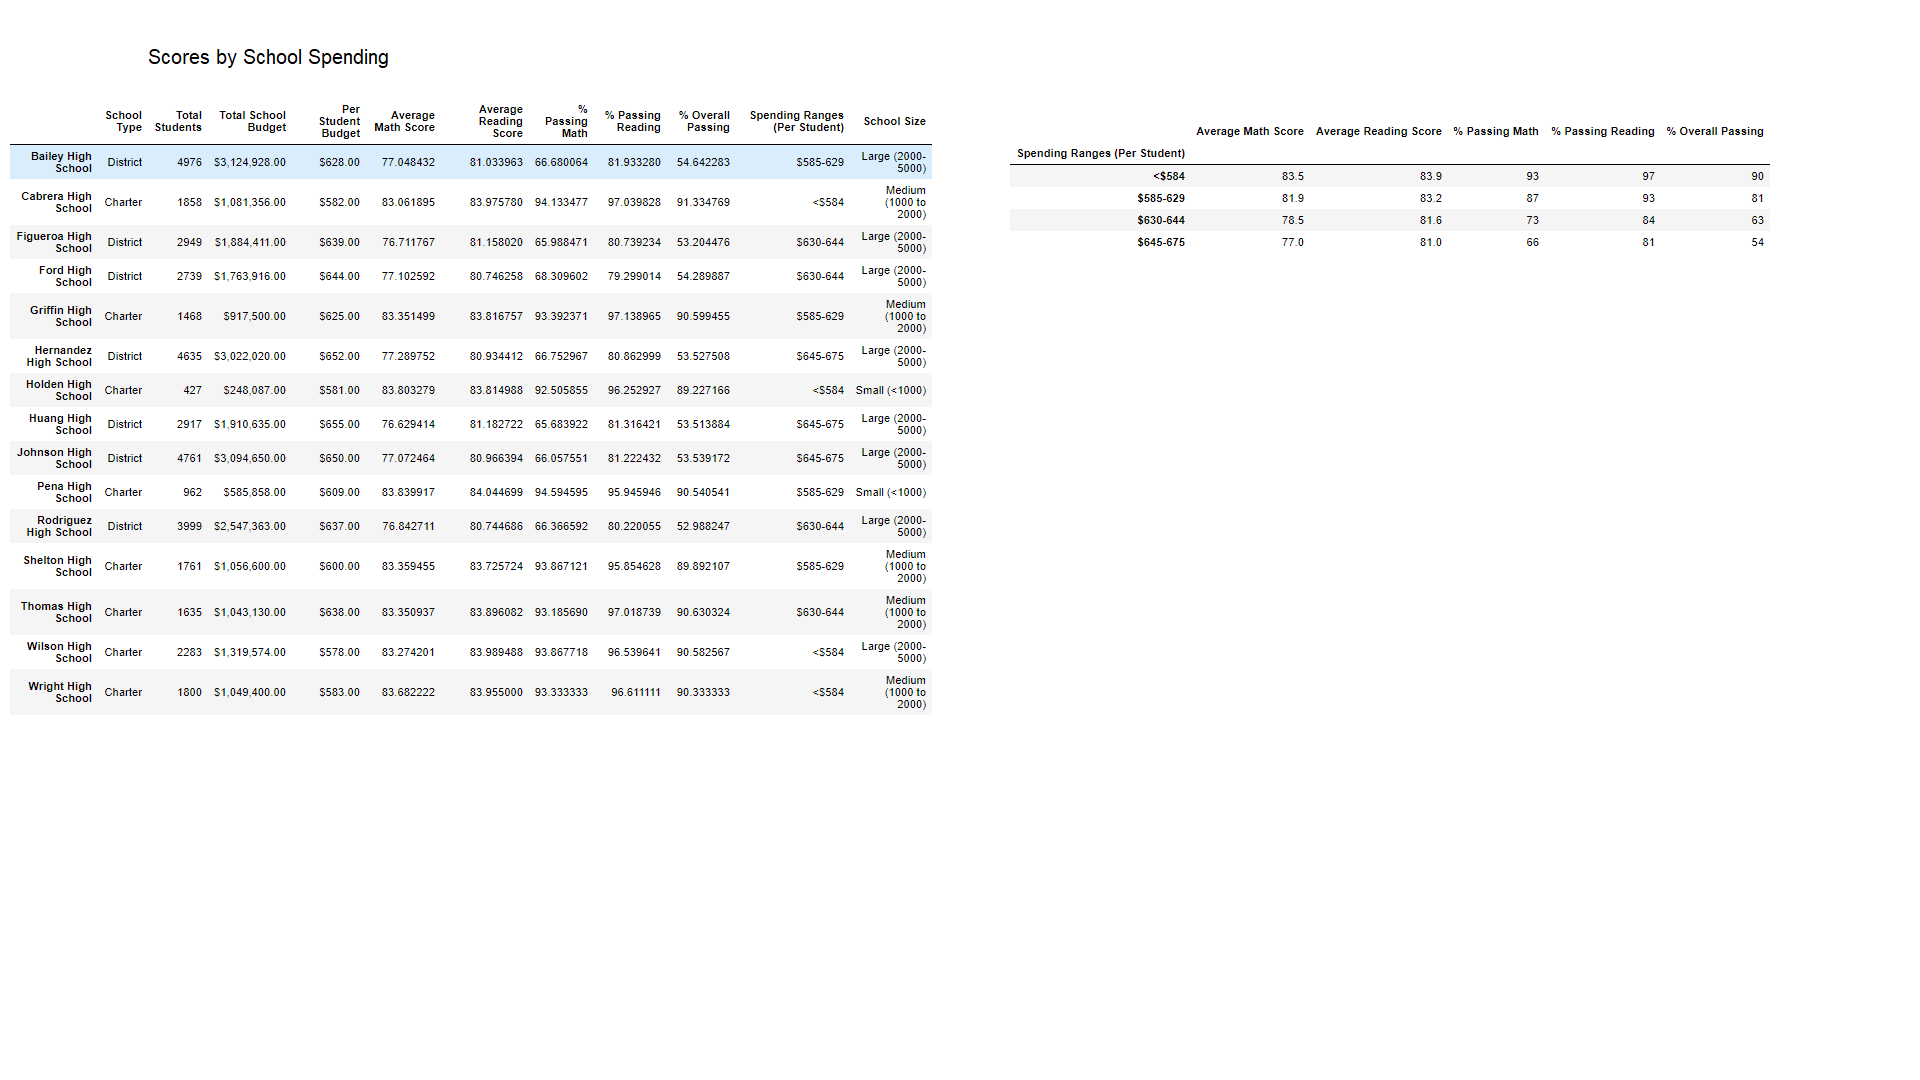 Scores by School Spending
School Type Total Students Total School Budget Per Student Budget Average Math Score Average Reading Score % Passing Math % Passing Reading % Overall Passing Spending Ranges (Per Student) School Size
Bailey High School District 4976 $3,124,928.00 $628.00 77.048432 81.033963 66.680064 81.933280 54.642283 $585-629 Large (2000-5000)
Cabrera High School Charter 1858 $1,081,356.00 $582.00 83.061895 83.975780 94.133477 97.039828 91.334769 <$584 Medium (1000 to 2000)
Figueroa High School District 2949 $1,884,411.00 $639.00 76.711767 81.158020 65.988471 80.739234 53.204476 $630-644 Large (2000-5000)
Ford High School District 2739 $1,763,916.00 $644.00 77.102592 80.746258 68.309602 79.299014 54.289887 $630-644 Large (2000-5000)
Griffin High School Charter 1468 $917,500.00 $625.00 83.351499 83.816757 93.392371 97.138965 90.599455 $585-629 Medium (1000 to 2000)
Hernandez High School District 4635 $3,022,020.00 $652.00 77.289752 80.934412 66.752967 80.862999 53.527508 $645-675 Large (2000-5000)
Holden High School Charter 427 $248,087.00 $581.00 83.803279 83.814988 92.505855 96.252927 89.227166 <$584 Small (<1000)
Huang High School District 2917 $1,910,635.00 $655.00 76.629414 81.182722 65.683922 81.316421 53.513884 $645-675 Large (2000-5000)
Johnson High School District 4761 $3,094,650.00 $650.00 77.072464 80.966394 66.057551 81.222432 53.539172 $645-675 Large (2000-5000)
Pena High School Charter 962 $585,858.00 $609.00 83.839917 84.044699 94.594595 95.945946 90.540541 $585-629 Small (<1000)
Rodriguez High School District 3999 $2,547,363.00 $637.00 76.842711 80.744686 66.366592 80.220055 52.988247 $630-644 Large (2000-5000)
Shelton High School Charter 1761 $1,056,600.00 $600.00 83.359455 83.725724 93.867121 95.854628 89.892107 $585-629 Medium (1000 to 2000)
Thomas High School Charter 1635 $1,043,130.00 $638.00 83.350937 83.896082 93.185690 97.018739 90.630324 $630-644 Medium (1000 to 2000)
Wilson High School Charter 2283 $1,319,574.00 $578.00 83.274201 83.989488 93.867718 96.539641 90.582567 <$584 Large (2000-5000)
Wright High School Charter 1800 $1,049,400.00 $583.00 83.682222 83.955000 93.333333 96.611111 90.333333 <$584 Medium (1000 to 2000)
Average Math Score Average Reading Score % Passing Math % Passing Reading % Overall Passing
Spending Ranges (Per Student)
<$584 83.5 83.9 93 97 90
$585-629 81.9 83.2 87 93 81
$630-644 78.5 81.6 73 84 63
$645-675 77.0 81.0 66 81 54